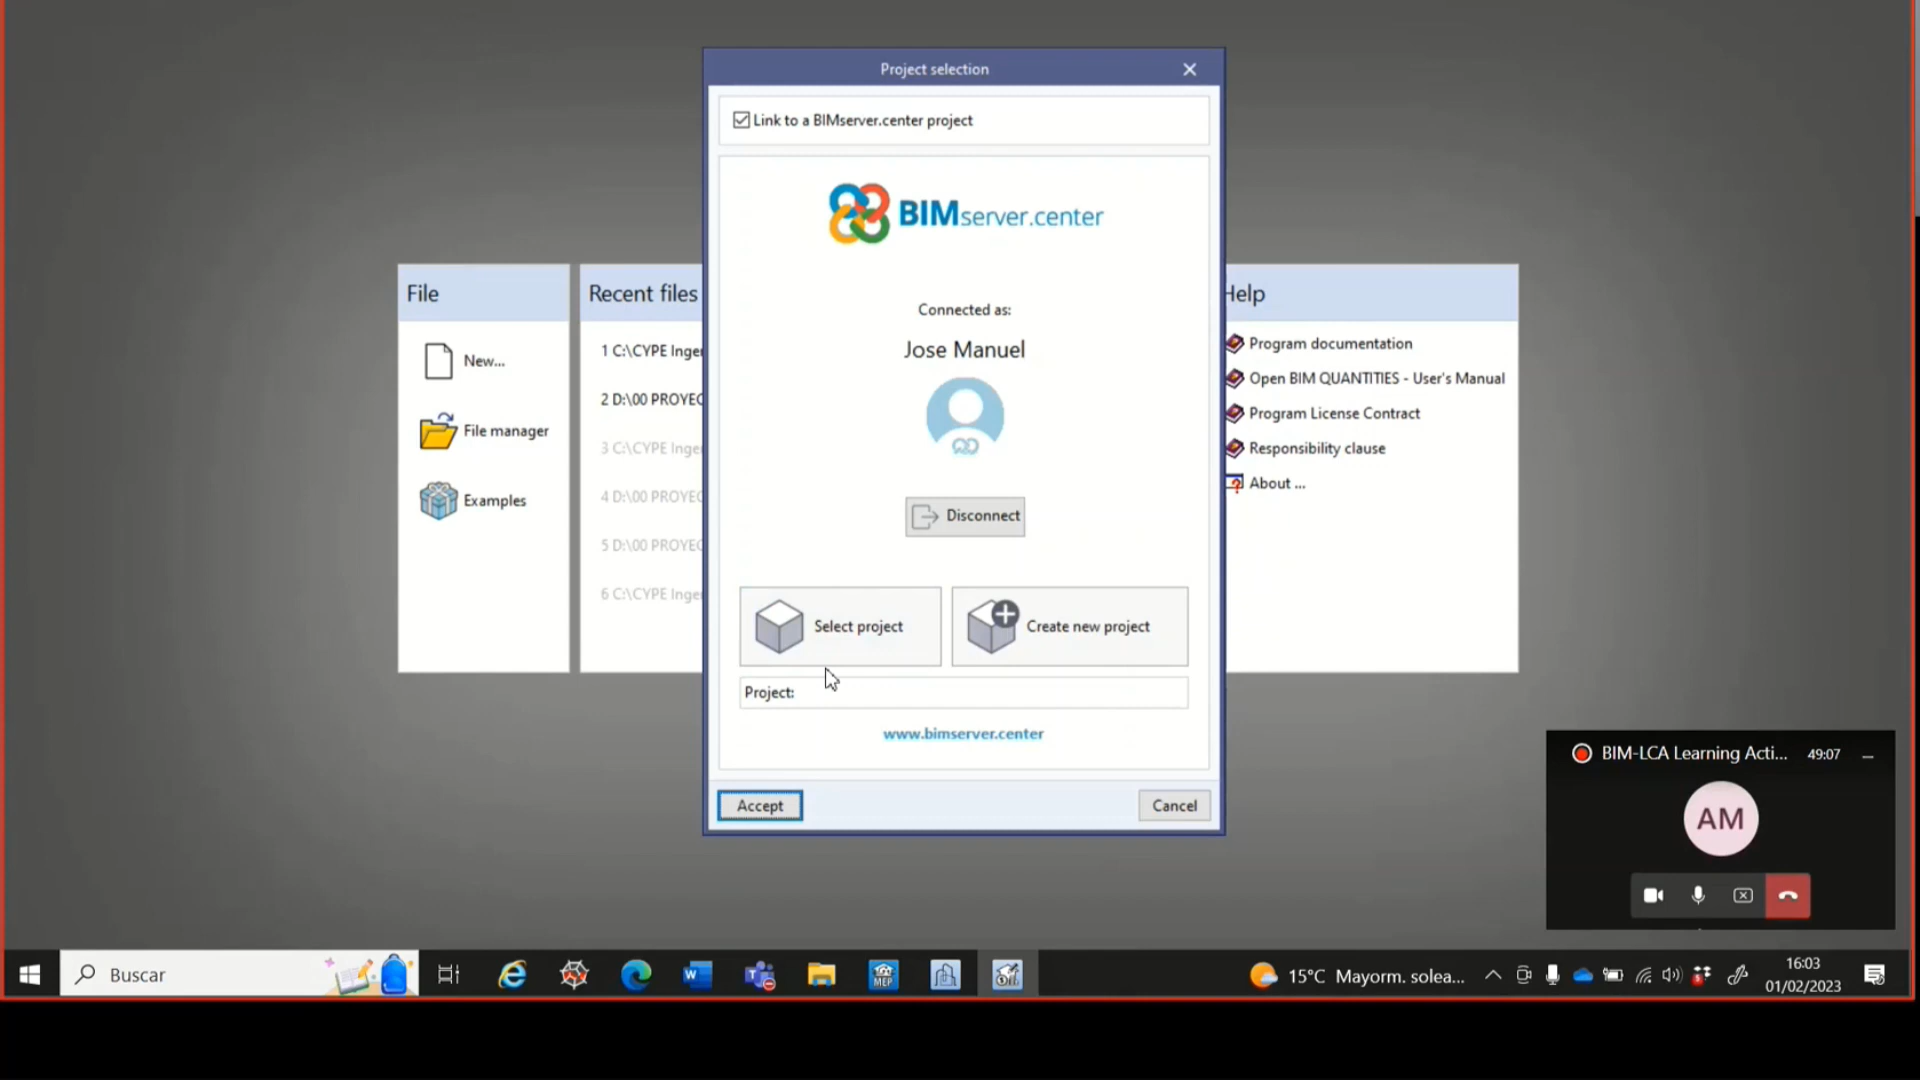 Project selection
Link to a BIMserver.center project
BIMserver.center
Connected as:
Jose Manuel
Disconnect
Select project
Create new project
Project:
www.bimserver.center
Accept
Cancel
File
New...
File manager
Examples
Recent files
1 C:\CYPE Inger
2 D:\00 PROYEC
3 C:\CYPE Inger
4 D:\00 PROYEC
5 D:\00 PROYEC
6 C:\CYPE Inger
Help
Program documentation
Open BIM QUANTITIES - User's Manual
Program License Contract
Responsibility clause
About ...
BIM-LCA Learning Acti... 49:07
AM
Buscar
MEP
15°C Mayorm. solea...
16:03
01/02/2023